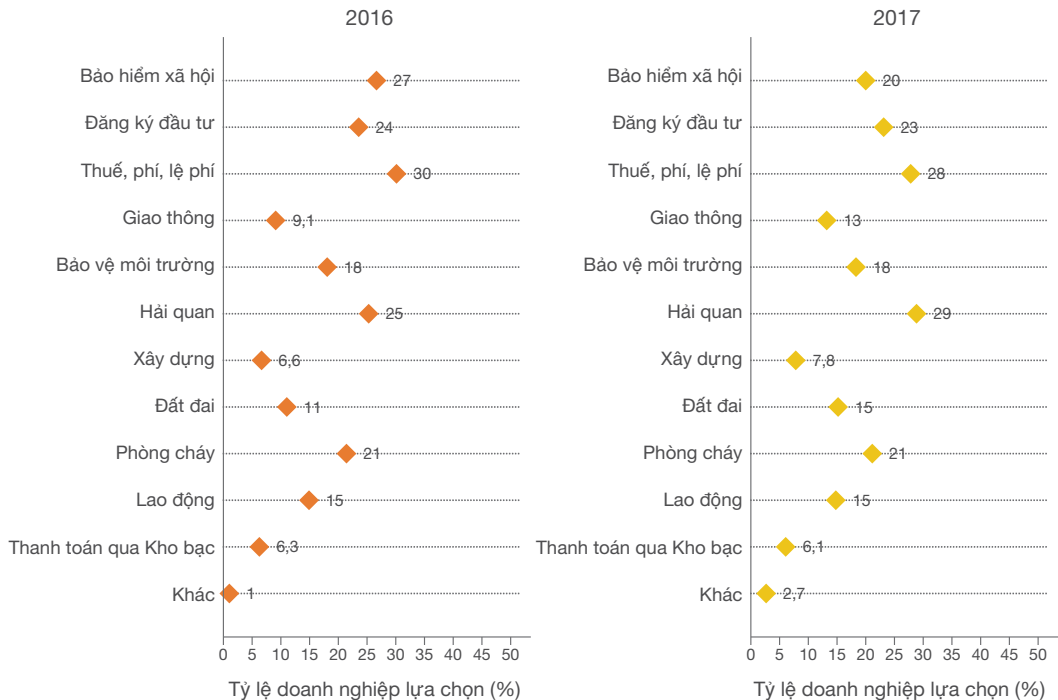 2016
Bảo hiểm xã hội
27
Đăng ký đầu tư
24
Thuế, phí, lệ phí
30
Giao thông
9,1
Bảo vệ môi trường
18
Hải quan
25
Xây dựng
6,6
Đất đai
11
Phòng cháy
21
Lao động
15
Thanh toán qua Kho bạc
6,3
Khác
1
0 5 10 15 20 25 30 35 40 45 50
Tỷ lệ doanh nghiệp lựa chọn (%)
2017
Bảo hiểm xã hội
20
Đăng ký đầu tư
23
Thuế, phí, lệ phí
28
Giao thông
13
Bảo vệ môi trường
18
Hải quan
29
Xây dựng
7,8
Đất đai
15
Phòng cháy
21
Lao động
15
Thanh toán qua Kho bạc
6,1
Khác
2,7
0 5 10 15 20 25 30 35 40 45 50
Tỷ lệ doanh nghiệp lựa chọn (%)